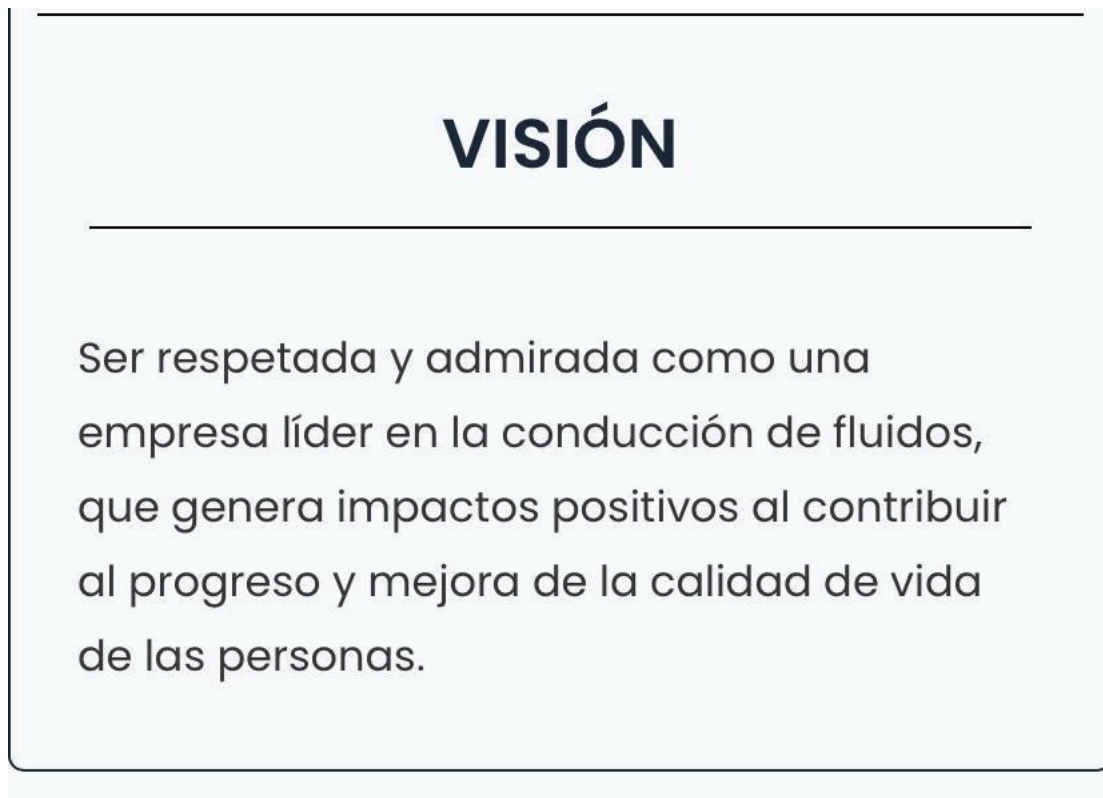 VISIÓN
Ser respetada y admirada como una
empresa líder en la conducción de fluidos,
que genera impactos positivos al contribuir
al progreso y mejora de la calidad de vida
de las personas.